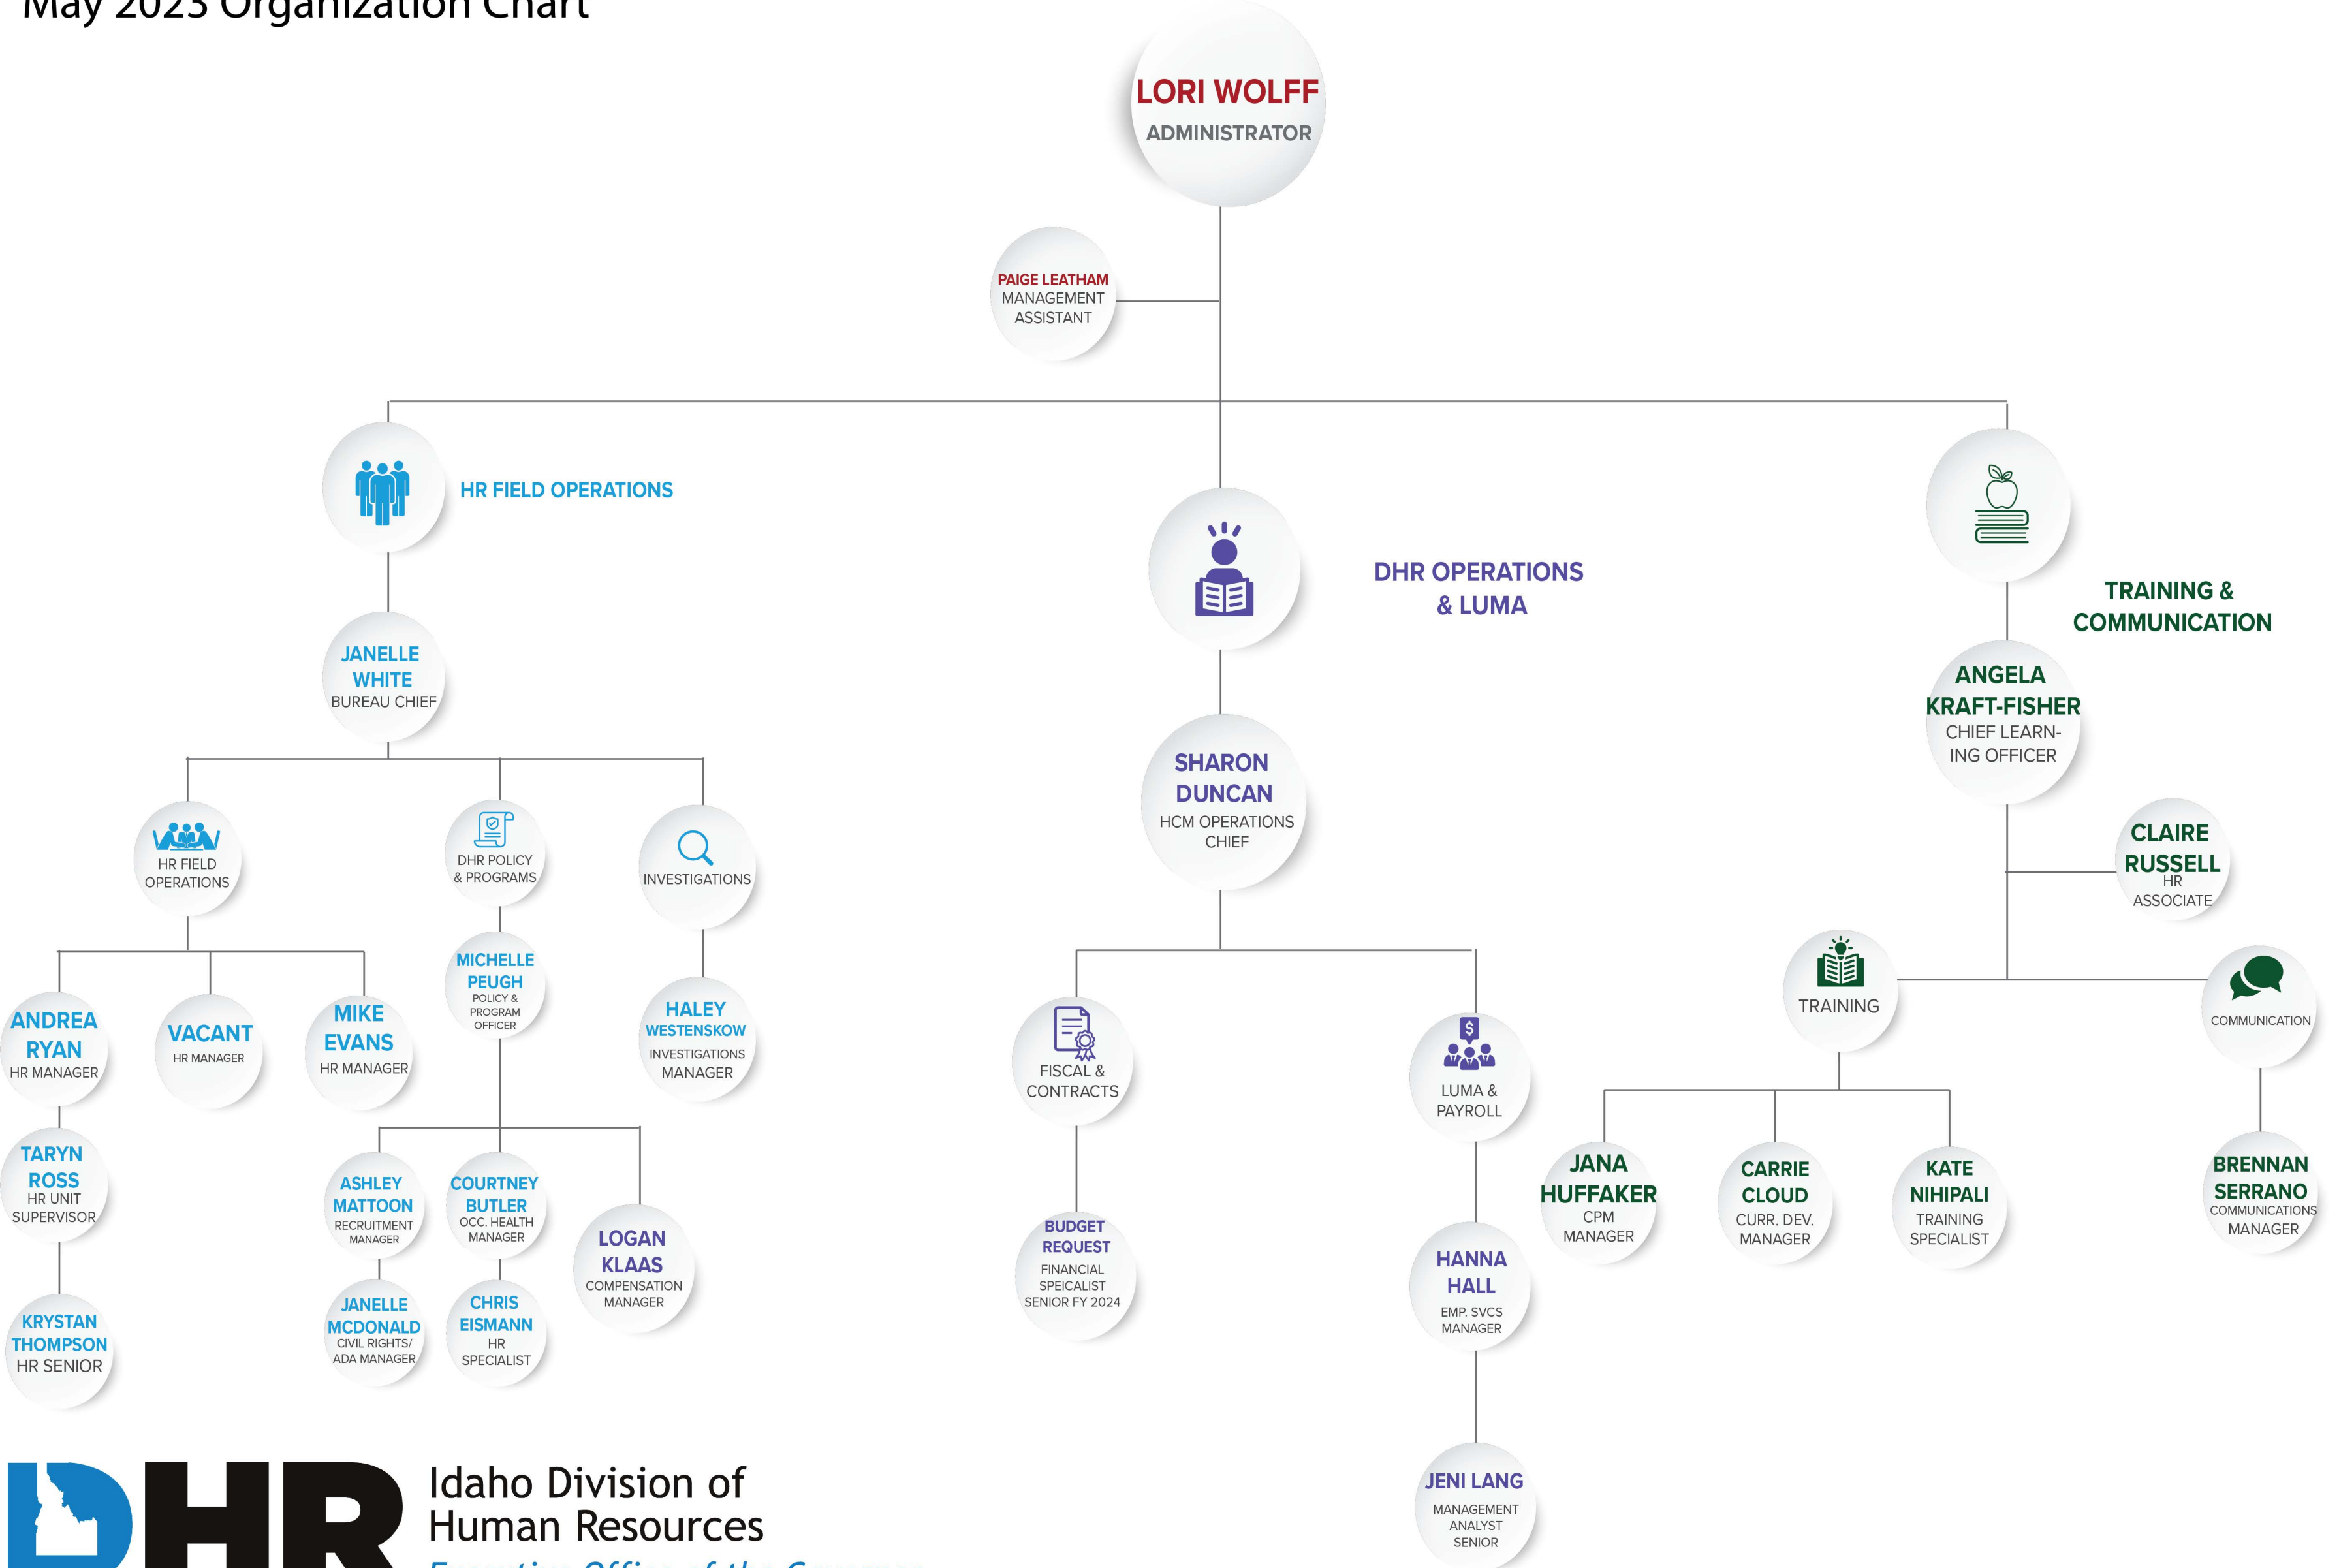 May 2023 Organization Chart
LORI WOLFF
ADMINISTRATOR
PAIGE LEATHAM
MANAGEMENT
ASSISTANT
HR FIELD OPERATIONS
JANELLE
WHITE
BUREAU CHIEF
HR FIELD
OPERATIONS
ANDREA
RYAN
HR MANAGER
TARYN
ROSS
HR UNIT
SUPERVISOR
KRYSTAN
THOMPSON
HR SENIOR
VACANT
HR MANAGER
MIKE
EVANS
HR MANAGER
DHR POLICY
& PROGRAMS
MICHELLE
PEUGH
POLICY &
PROGRAM
OFFICER
ASHLEY
MATTOON
RECRUITMENT
MANAGER
JANELLE
MCDONALD
CIVIL RIGHTS/
ADA MANAGER
COURTNEY
BUTLER
OCC. HEALTH
MANAGER
CHRIS
EISMANN
HR
SPECIALIST
LOGAN
KLAAS
COMPENSATION
MANAGER
INVESTIGATIONS
HALEY
WESTENSKOW
INVESTIGATIONS
MANAGER
DHR OPERATIONS
& LUMA
SHARON
DUNCAN
HCM OPERATIONS
CHIEF
FISCAL &
CONTRACTS
BUDGET
REQUEST
FINANCIAL
SPEICALIST
SENIOR FY 2024
$
LUMA &
PAYROLL
HANNA
HALL
EMP. SVCS
MANAGER
JENI LANG
MANAGEMENT
ANALYST
SENIOR
TRAINING &
COMMUNICATION
ANGELA
KRAFT-FISHER
CHIEF LEARN-
ING OFFICER
CLAIRE
RUSSELL
HR
ASSOCIATE
TRAINING
JANA
HUFFAKER
CPM
MANAGER
CARRIE
CLOUD
CURR. DEV.
MANAGER
KATE
NIHIPALI
TRAINING
SPECIALIST
COMMUNICATION
BRENNAN
SERRANO
COMMUNICATIONS
MANAGER
DHR
Idaho Division of
Human Resources
Executive Office of the Governor